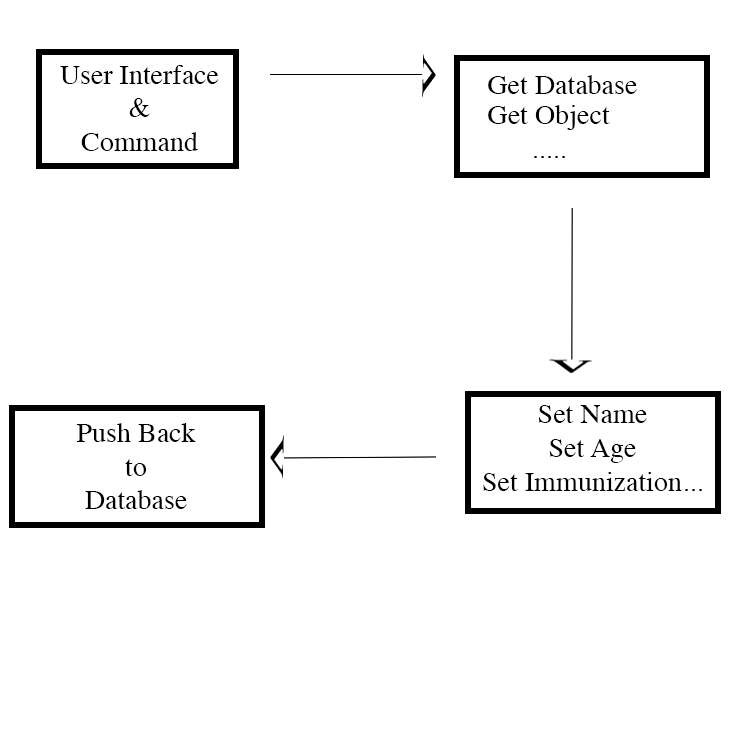 User Interface
&
Command
Get Database
Get Object
.....
Set Name
Set Age
Set Immunization...
Push Back
to
Database